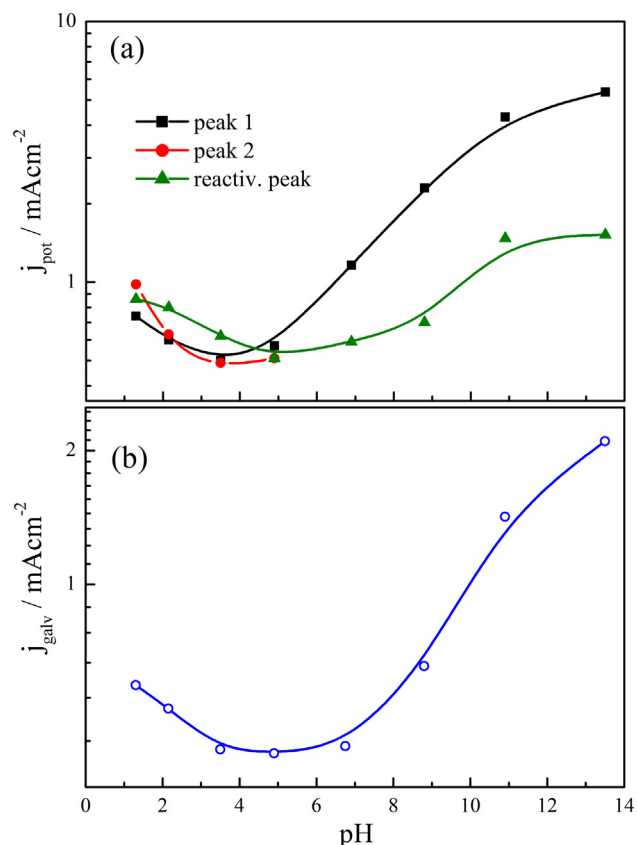 10
(a)
peak 1
peak 2
reactiv. peak
1
j_pot / mAcm^-2
(b)
2
1
j_galv / mAcm^-2
0 2 4 6 8 10 12 14
pH